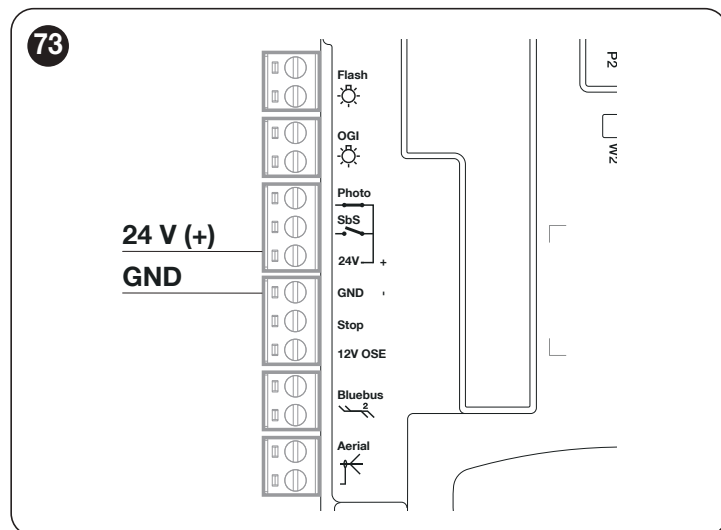 73
Flash
OGI
Photo
SbS
24V +
GND -
Stop
12V OSE
Bluebus
2
Aerial
24 V (+)
GND
P2
W2